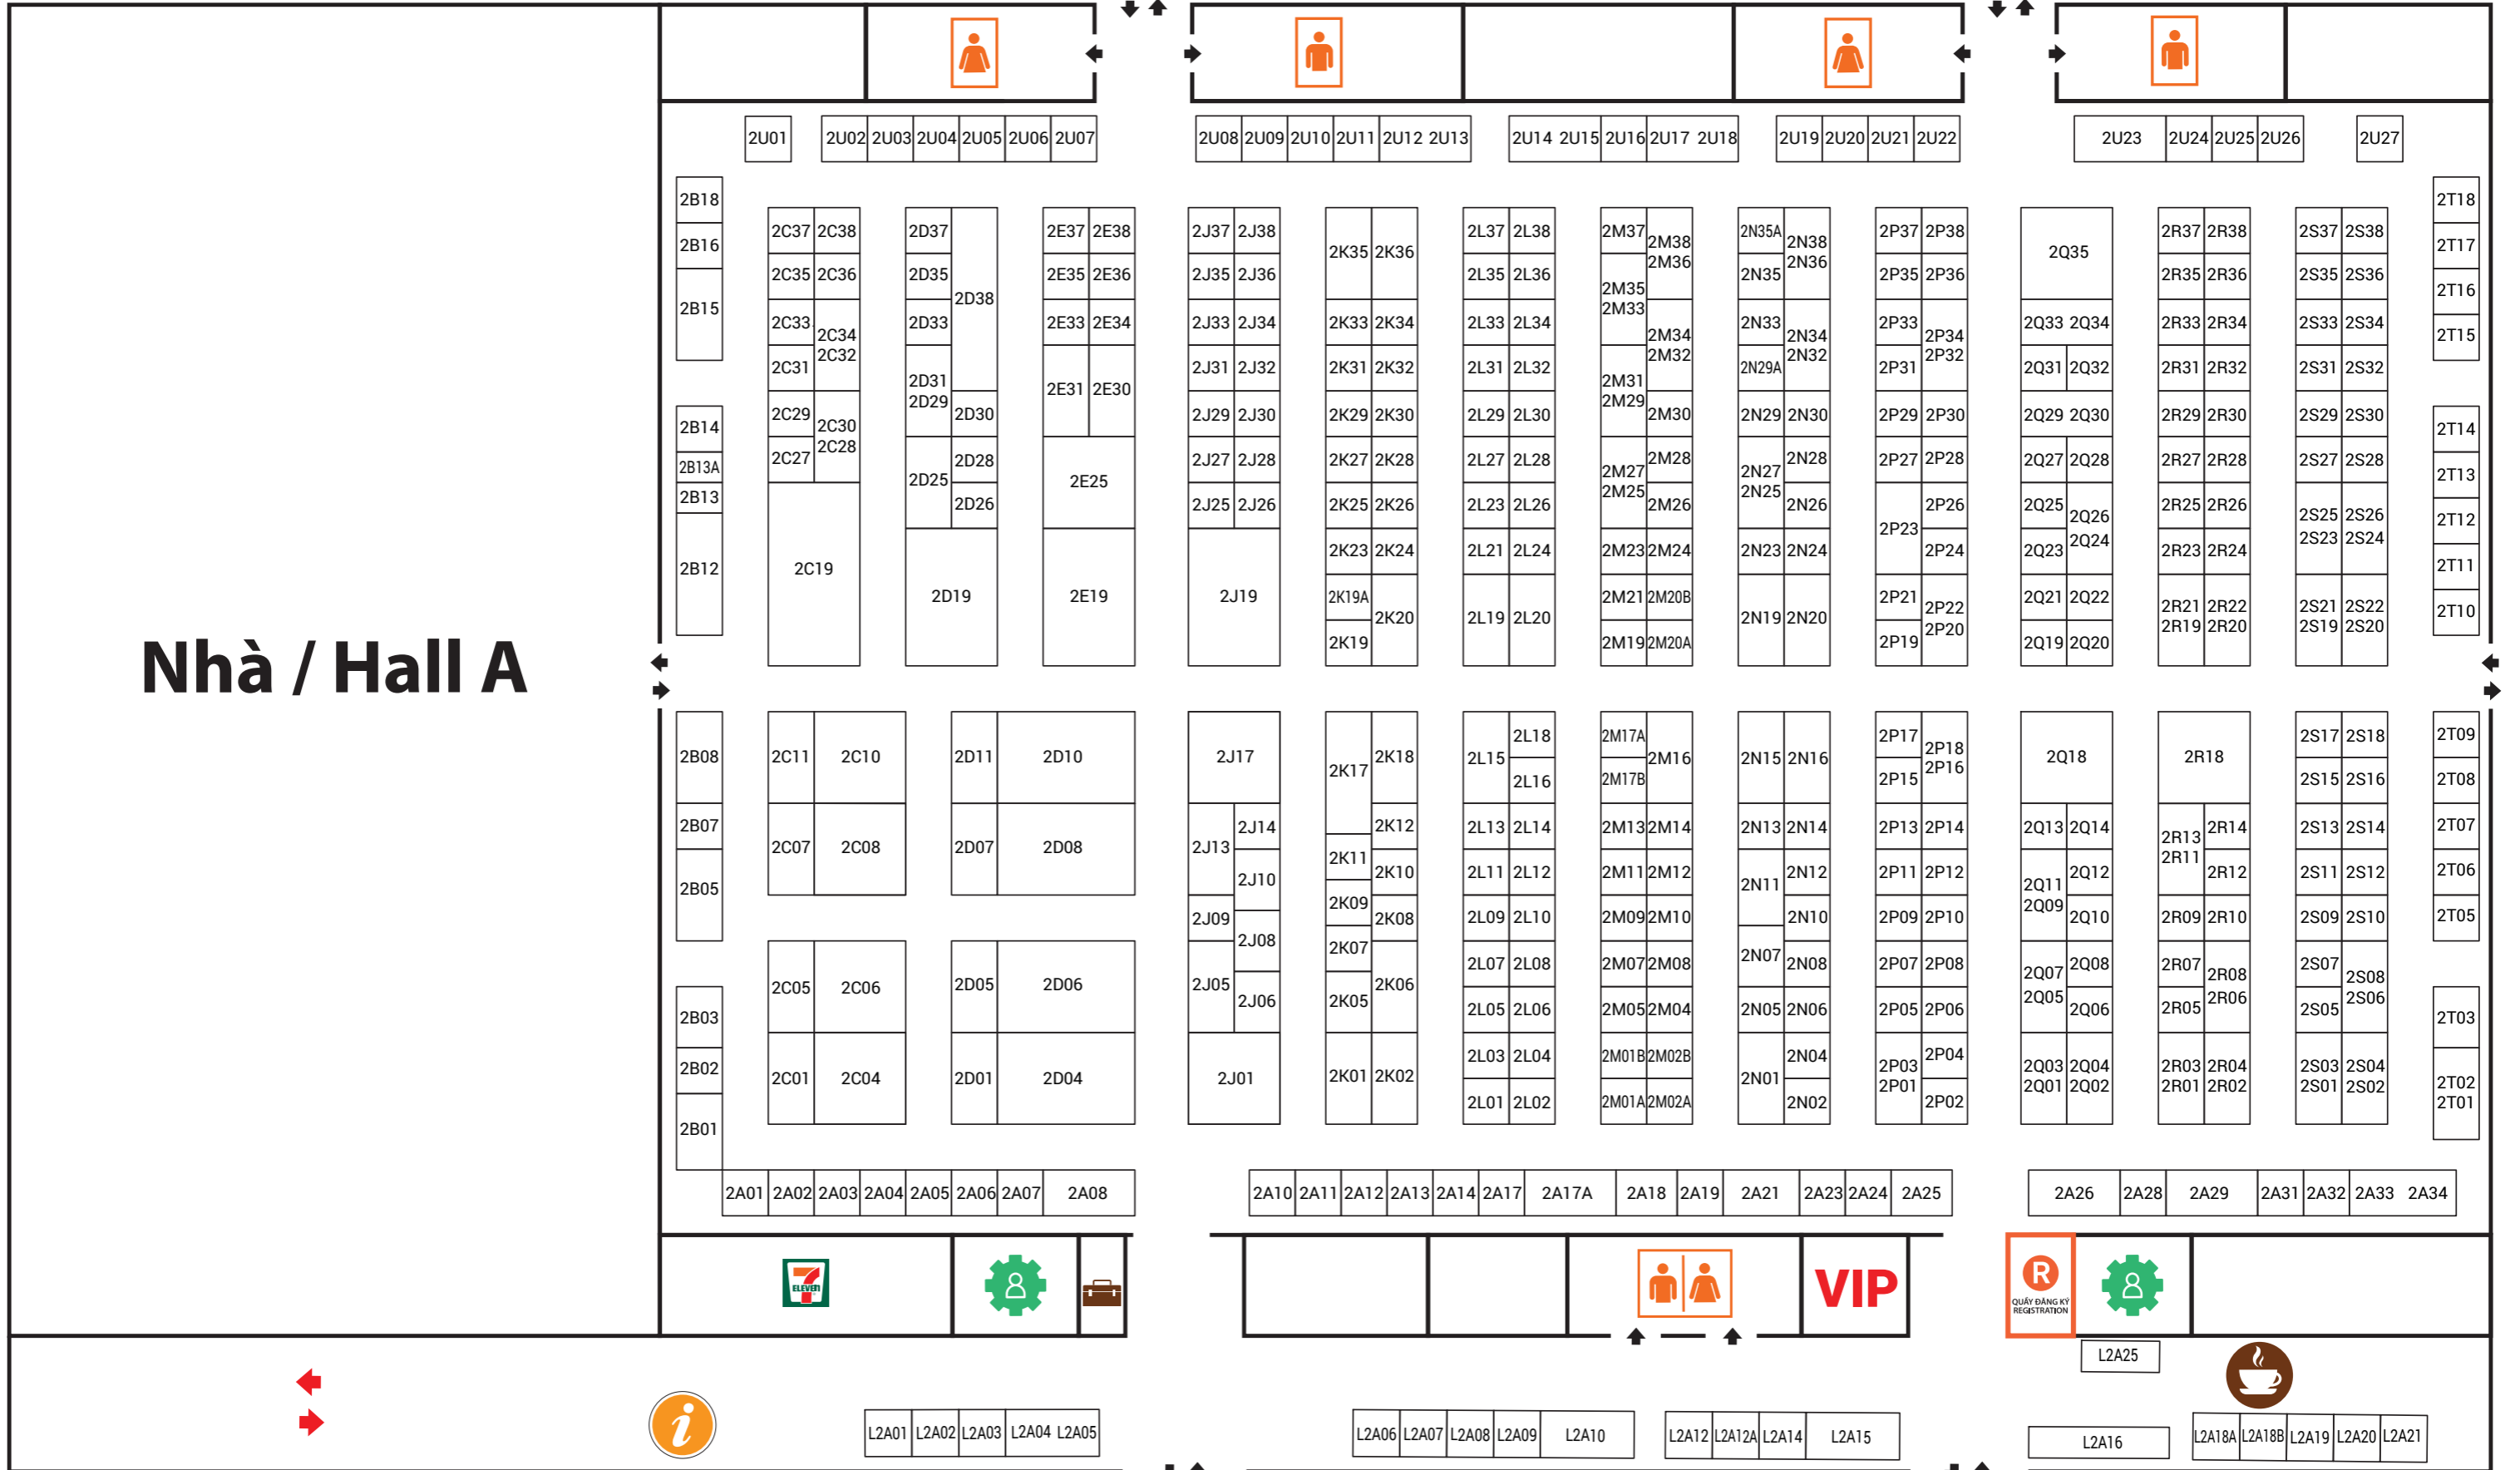 2U01 2U02 2U03 2U04 2U05 2U06 2U07 2U08 2U09 2U10 2U11 2U12 2U13 2U14 2U15 2U16 2U17 2U18 2U19 2U20 2U21 2U22 2U23 2U24 2U25 2U26 2U27
2B18 2T18
2C37 2C38 2D37 2E37 2E38 2J37 2J38 2L37 2L38 2M37 2N35A 2P37 2P38 2R37 2R38 2S37 2S38
2B16 2K35 2K36 2M38 2N38 2Q35 2T17
2M36 2N36
2C35 2C36 2D35 2E35 2E36 2J35 2J36 2L35 2L36 2N35 2P35 2P36 2R35 2R36 2S35 2S36
2D38 2M35 2T16
2B15 2M33
2C33 2D33 2E33 2E34 2J33 2J34 2K33 2K34 2L33 2L34 2N33 2P33 2Q33 2Q34 2R33 2R34 2S33 2S34
2C34 2M34 2N34 2P34 2T15
2C32 2M32 2N32 2P32
2C31 2J31 2J32 2K31 2K32 2L31 2L32 2N29A 2P31 2Q31 2Q32 2R31 2R32 2S31 2S32
2D31 2E31 2E30 2M31
2D29 2M29
2C29 2D30 2J29 2J30 2K29 2K30 2L29 2L30 2M30 2N29 2N30 2P29 2P30 2Q29 2Q30 2R29 2R30 2S29 2S30
2B14 2C30 2T14
2C28
2C27 2D28 2J27 2J28 2K27 2K28 2L27 2L28 2M28 2N28 2P27 2P28 2Q27 2Q28 2R27 2R28 2S27 2S28
2B13A 2D25 2E25 2M27 2N27 2T13
2B13 2M25 2N25
2D26 2J25 2J26 2K25 2K26 2L23 2L26 2M26 2N26 2P26 2Q25 2R25 2R26
2P23 2Q26 2S25 2S26 2T12
2Q24 2S23 2S24
2K23 2K24 2L21 2L24 2M23 2M24 2N23 2N24 2P24 2Q23 2R23 2R24
2B12 2C19 2T11
2D19 2E19 2J19 2K19A 2M21 2M20B 2P21 2Q21 2Q22
2K20 2L19 2L20 2N19 2N20 2P22 2R21 2R22 2S21 2S22 2T10
2P20 2R19 2R20 2S19 2S20
2K19 2M19 2M20A 2P19 2Q19 2Q20
Nhà / Hall A
2L18 2M17A 2P17 2S17 2S18 2T09
2B08 2C11 2C10 2D11 2D10 2J17 2K17 2K18 2L15 2M16 2N15 2N16 2P18 2Q18 2R18
2P16
2L16 2M17B 2P15 2S15 2S16 2T08
2B07 2J14 2K12 2L13 2L14 2M13 2M14 2N13 2N14 2P13 2P14 2Q13 2Q14 2R14 2S13 2S14 2T07
2C07 2C08 2D07 2D08 2J13 2K11 2R13
2R11
2J10 2K10 2L11 2L12 2M11 2M12 2N12 2P11 2P12 2Q12 2R12 2S11 2S12 2T06
2B05 2N11 2Q11
2K09 2Q09
2J09 2K08 2L09 2L10 2M09 2M10 2N10 2P09 2P10 2Q10 2R09 2R10 2S09 2S10 2T05
2J08 2K07
2L07 2L08 2M07 2M08 2N07 2N08 2P07 2P08 2Q08 2R07 2S07
2C05 2C06 2D05 2D06 2J05 2K06 2Q07 2R08 2S08
2Q05 2R06 2S06
2J06 2K05 2L05 2L06 2M05 2M04 2N05 2N06 2P05 2P06 2Q06 2R05 2S05
2B03 2T03
2L03 2L04 2M01B 2M02B 2N04 2P04
2B02 2C01 2C04 2D01 2D04 2J01 2K01 2K02 2N01 2P03 2Q03 2Q04 2R03 2R04 2S03 2S04 2T02
2P01 2Q01 2Q02 2R01 2R02 2S01 2S02 2T01
2L01 2L02 2M01A 2M02A 2N02 2P02
2B01
2A01 2A02 2A03 2A04 2A05 2A06 2A07 2A08 2A10 2A11 2A12 2A13 2A14 2A17 2A17A 2A18 2A19 2A21 2A23 2A24 2A25 2A26 2A28 2A29 2A31 2A32 2A33 2A34
7
ELEVEn
VIP
R
QUẦY ĐĂNG KÝ
REGISTRATION
L2A25
i
L2A01 L2A02 L2A03 L2A04 L2A05 L2A06 L2A07 L2A08 L2A09 L2A10 L2A12 L2A12A L2A14 L2A15 L2A16 L2A18A L2A18B L2A19 L2A20 L2A21